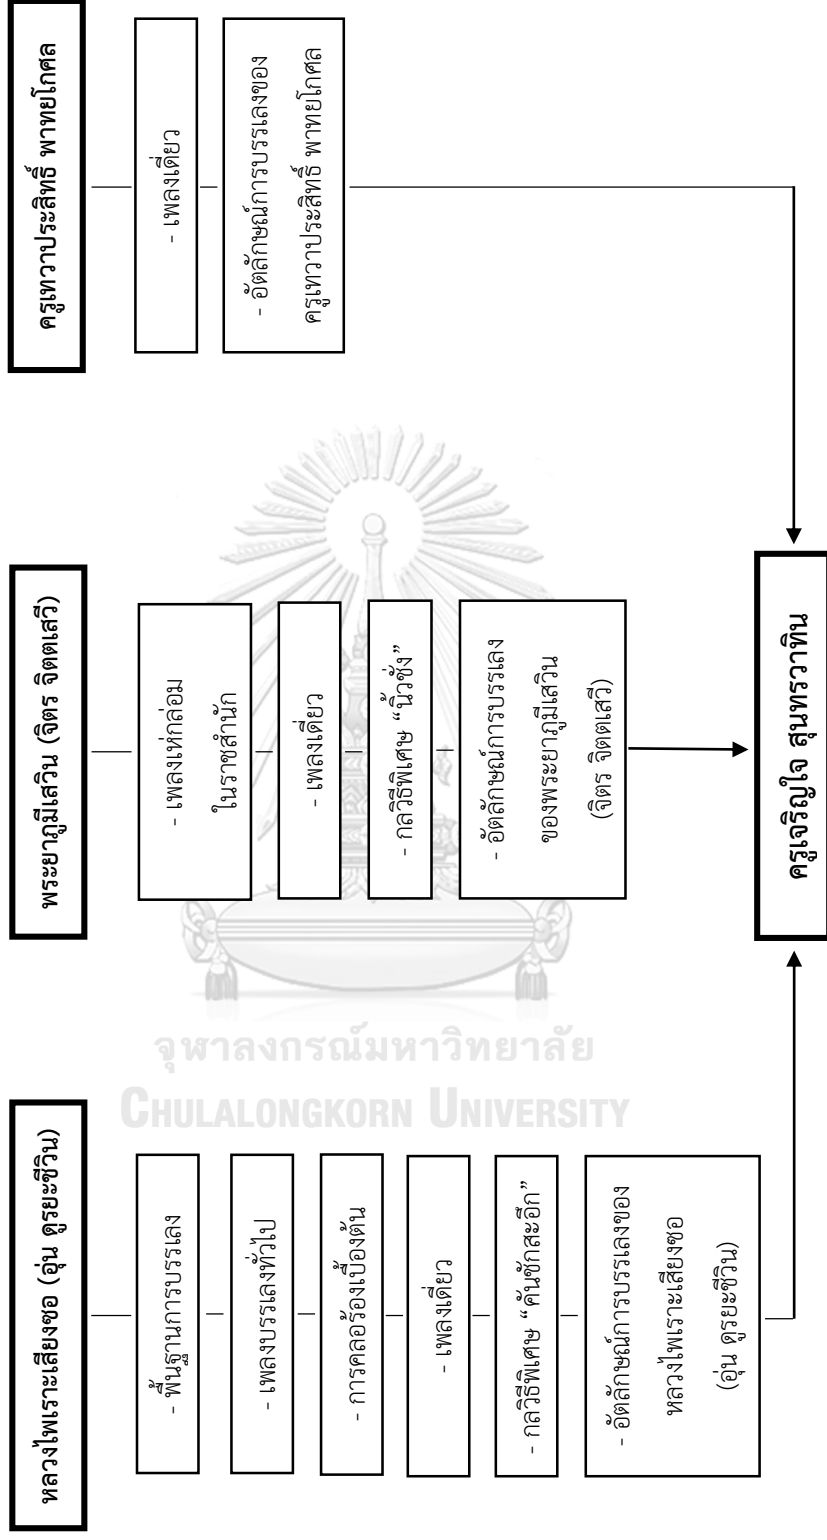 หลวงไพเราะเสียงซอ (อุ่น ดูรยะชีวิน)
- พื้นฐานการบรรเลง
- เพลงบรรเลงทั่วไป
- การคลอร้องเบื้องต้น
- เพลงเดี่ยว
- กลวิธีพิเศษ “คันชักสะอึก”
- อัตลักษณ์การบรรเลงของ
หลวงไพเราะเสียงซอ
(อุ่น ดูรยะชีวิน)
พระยาภูมีเสวิน (จิตร จิตตเสวี)
- เพลงเห่กล่อม
ในราชสำนัก
- เพลงเดี่ยว
- กลวิธีพิเศษ “นิ้วชั่ง”
- อัตลักษณ์การบรรเลง
ของพระยาภูมีเสวิน
(จิตร จิตตเสวี)
ครูเทวาประสิทธิ์ พาทยโกศล
- เพลงเดี่ยว
- อัตลักษณ์การบรรเลงของ
ครูเทวาประสิทธิ์ พาทยโกศล
ครูเจริญใจ สุนทรวาทิน
จุฬาลงกรณ์มหาวิทยาลัย
CHULALONGKORN UNIVERSITY